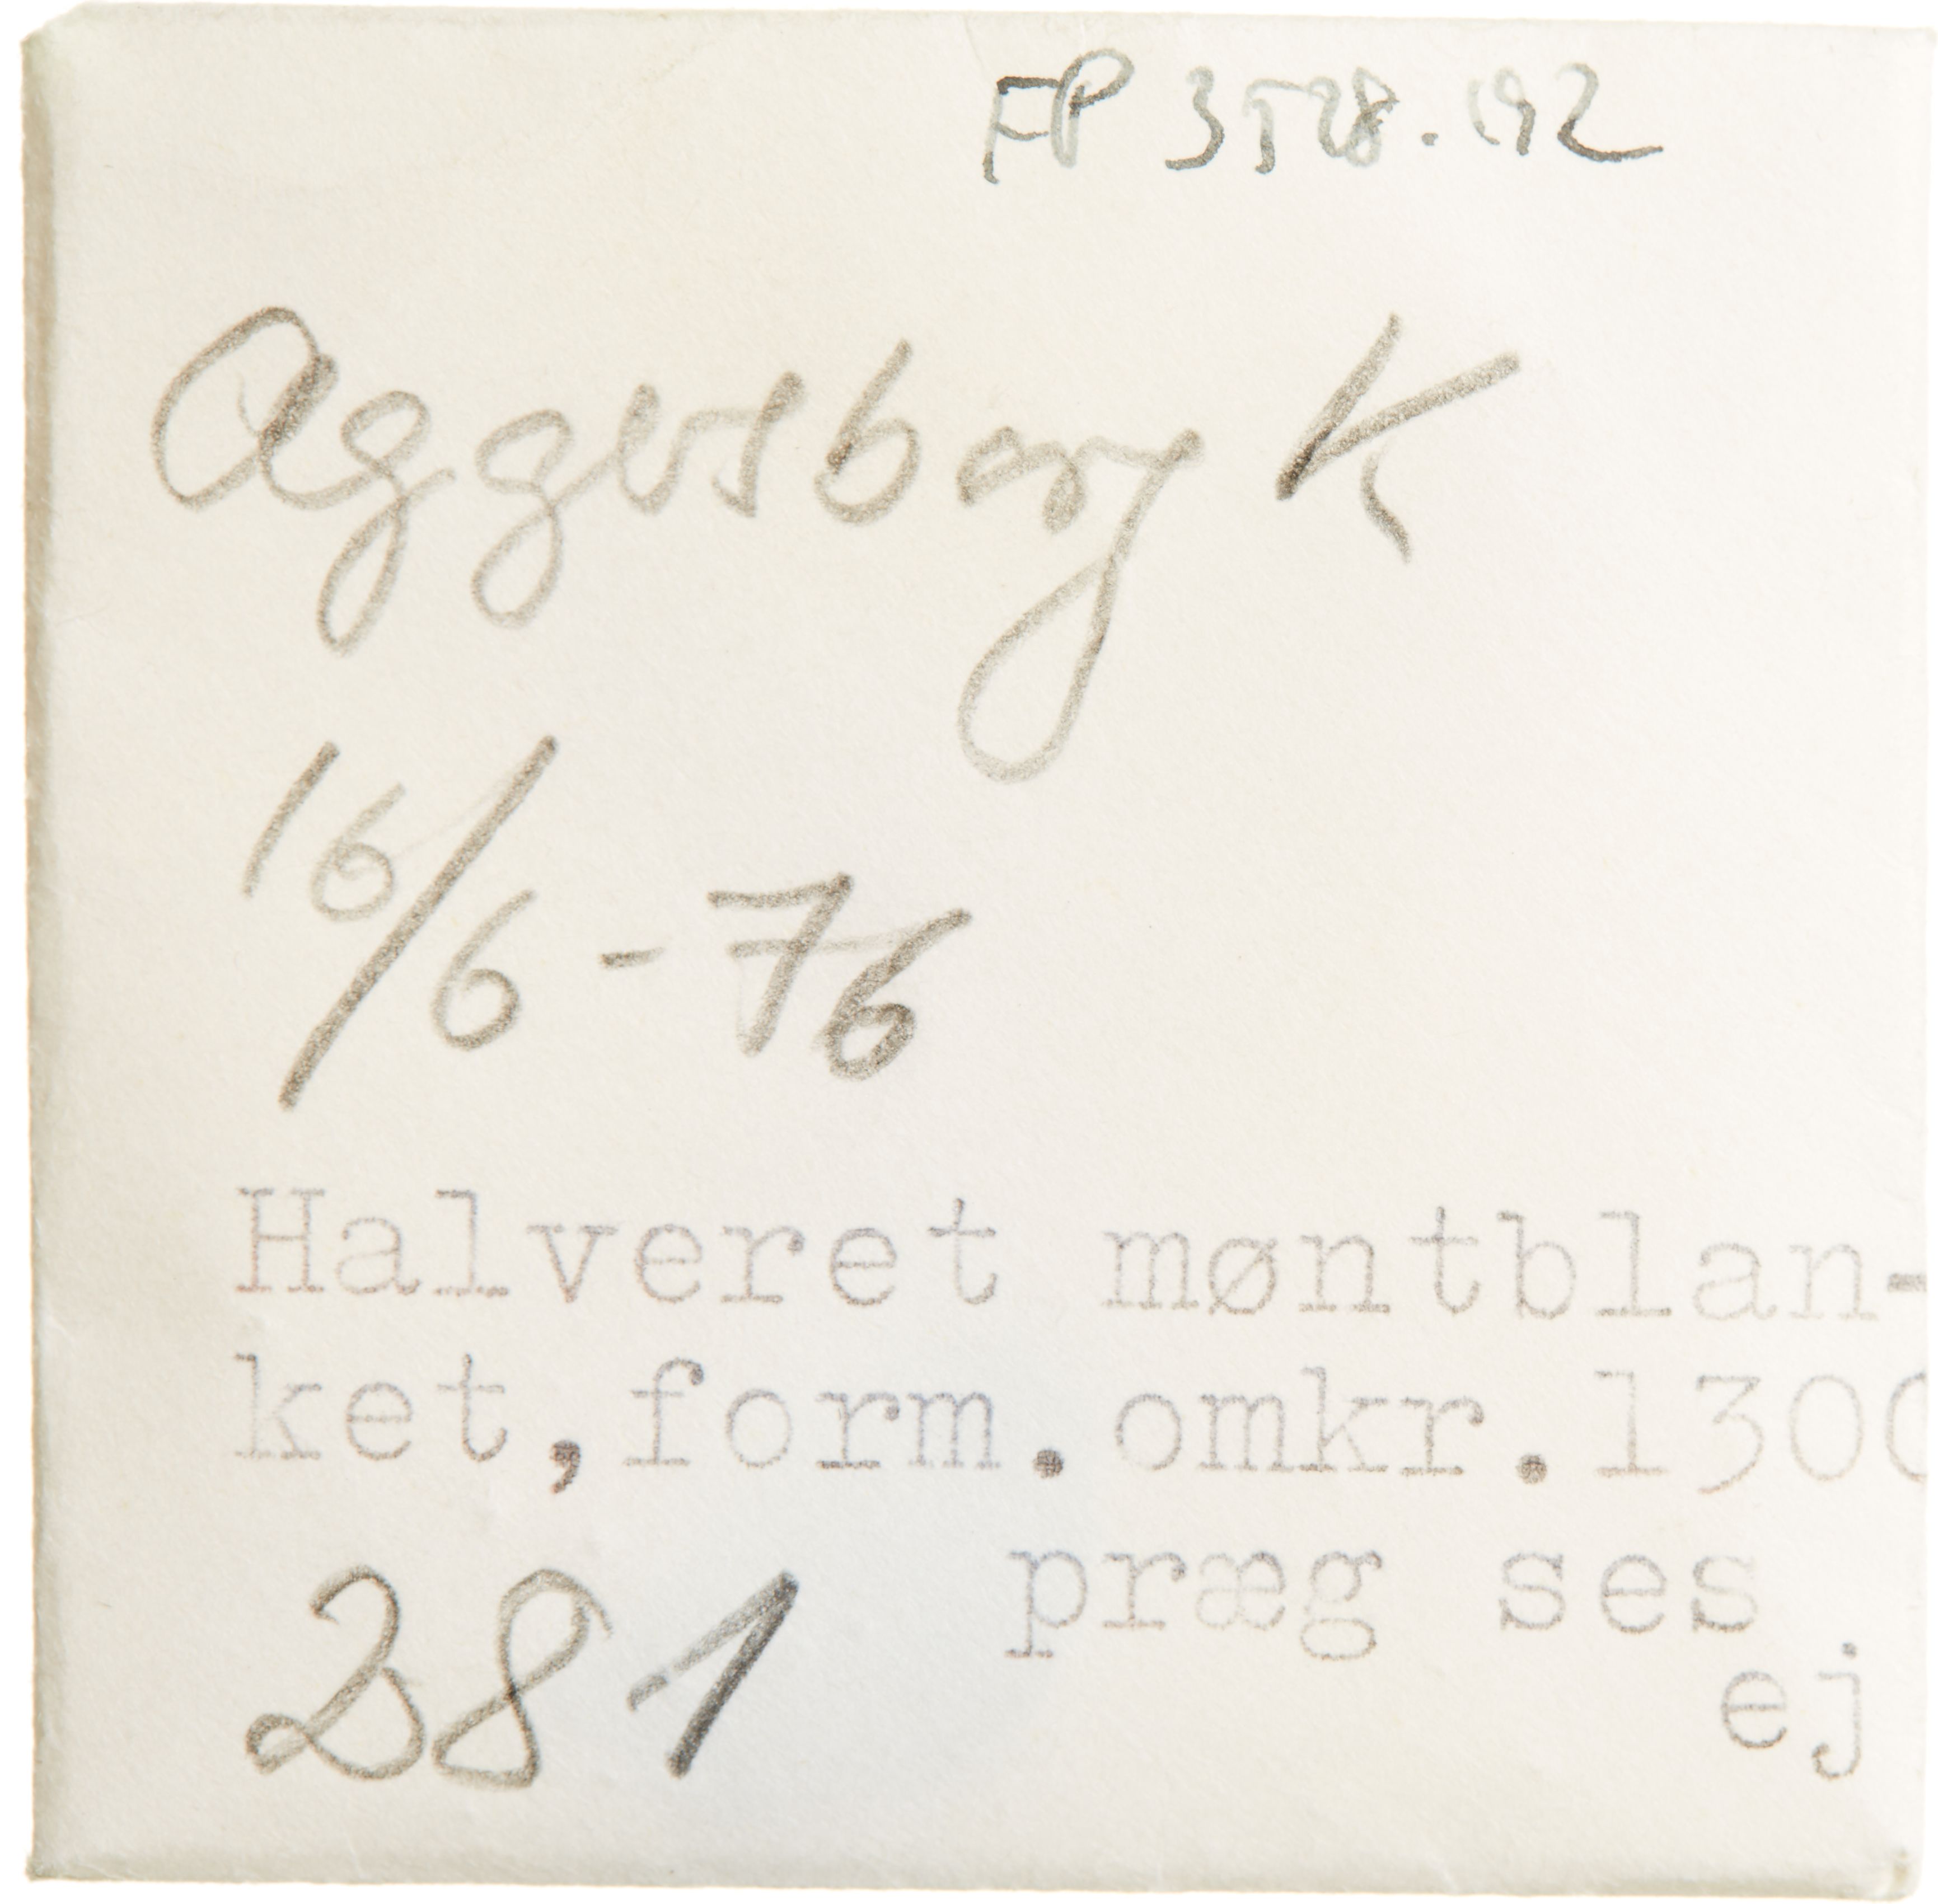 FP 3528.192
Aggersborg K
16/6-76
Halveret møntblan-
ket,form.omkr.1300
præg ses
ej
281